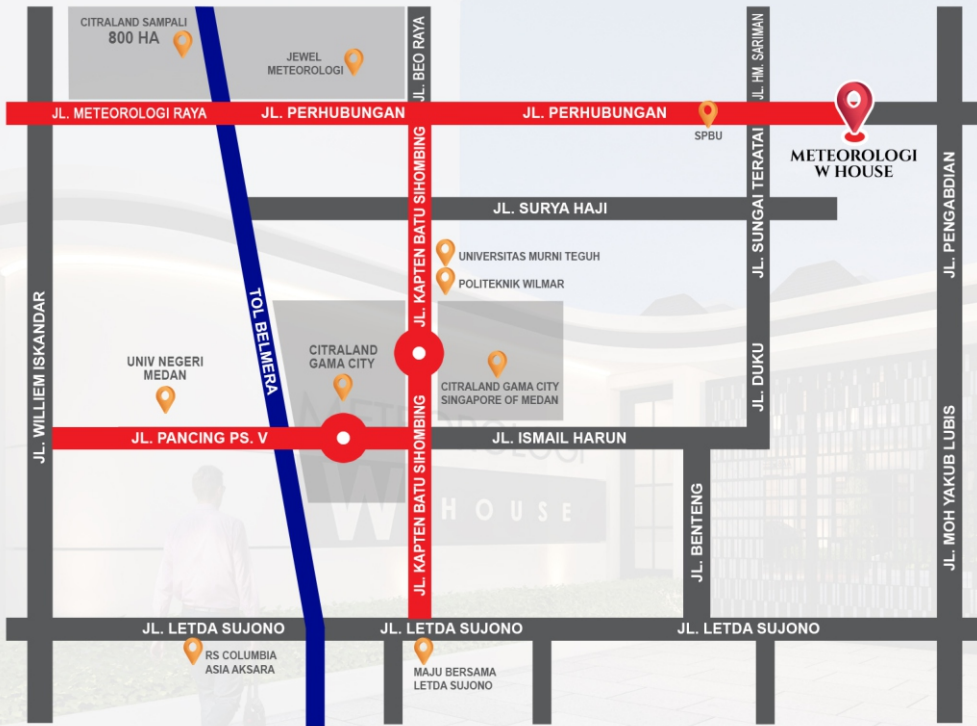 CITRALAND SAMPALI
800 HA
JEWEL
METEOROLOGI
JL. BEO RAYA
JL. HM. SARIMAN
JL. METEOROLOGI RAYA
JL. PERHUBUNGAN
JL. PERHUBUNGAN
SPBU
METEOROLOGI
W HOUSE
JL. KAPTEN BATU SIHOMBING
JL. SUNGAI TERATAI
JL. PENGABDIAN
JL. SURYA HAJI
UNIVERSITAS MURNI TEGUH
POLITEKNIK WILMAR
TOL BELMERA
JL. WILLIEM ISKANDAR
UNIV NEGERI
MEDAN
CITRALAND
GAMA CITY
CITRALAND GAMA CITY
SINGAPORE OF MEDAN
JL. DUKU
JL. PANCING PS. V
JL. ISMAIL HARUN
JL. KAPTEN BATU SIHOMBING
METEOROLOGI
W HOUSE
JL. BENTENG
JL. MOH YAKUB LUBIS
JL. LETDA SUJONO
JL. LETDA SUJONO
JL. LETDA SUJONO
RS COLUMBIA
ASIA AKSARA
MAJU BERSAMA
LETDA SUJONO